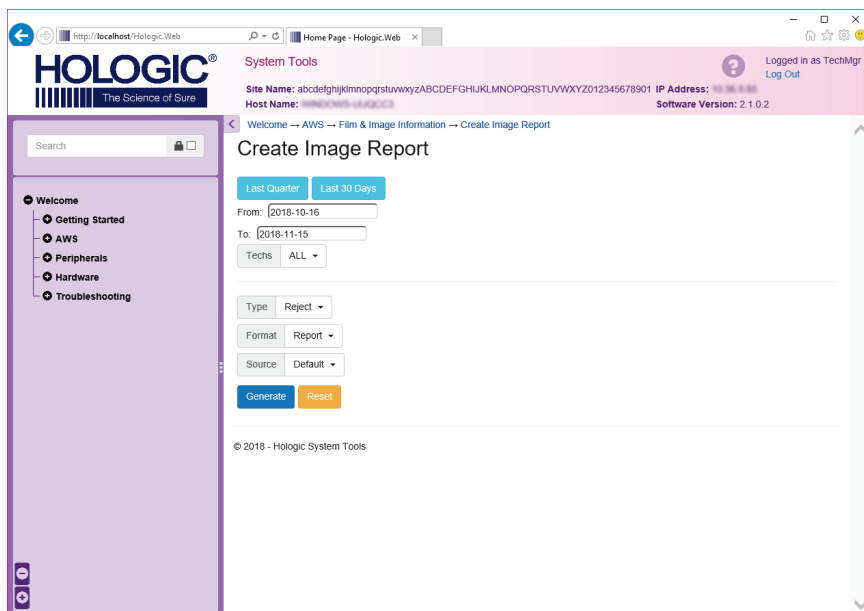 http://localhost/Hologic.Web
Home Page - Hologic.Web
HOLOGIC®
The Science of Sure
System Tools
Logged in as TechMgr
Log Out
Site Name: abcdefghijklmnopqrstuvwxyzABCDEFGHIJKLMNOPQRSTUVWXYZ012345678901 IP Address:
Host Name:
Software Version: 2.1.0.2
Search
Welcome
Getting Started
AWS
Peripherals
Hardware
Troubleshooting
Welcome → AWS → Film & Image Information → Create Image Report
Create Image Report
Last Quarter
Last 30 Days
From: 2018-10-16
To: 2018-11-15
Techs ALL
Type Reject
Format Report
Source Default
Generate
Reset
© 2018 - Hologic System Tools